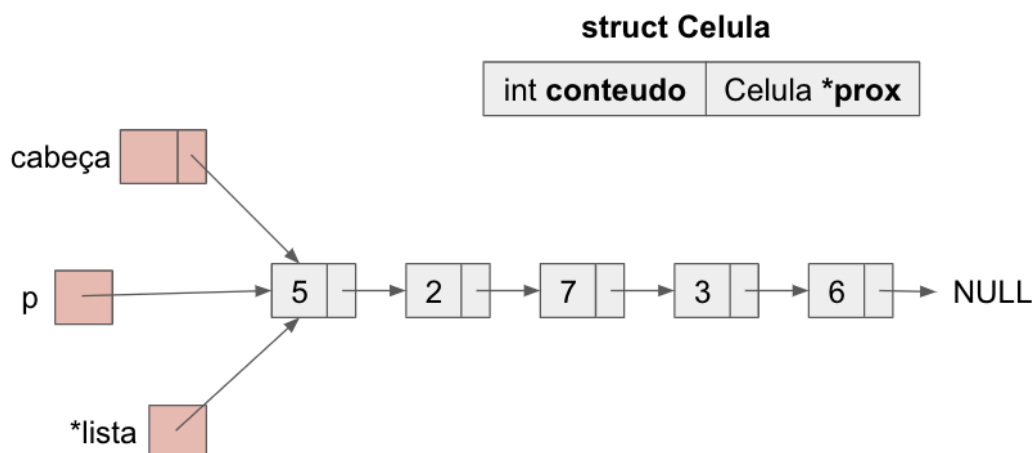 struct Celula
int conteudo Celula *prox
cabeça
p 5 2 7 3 6 NULL
*lista